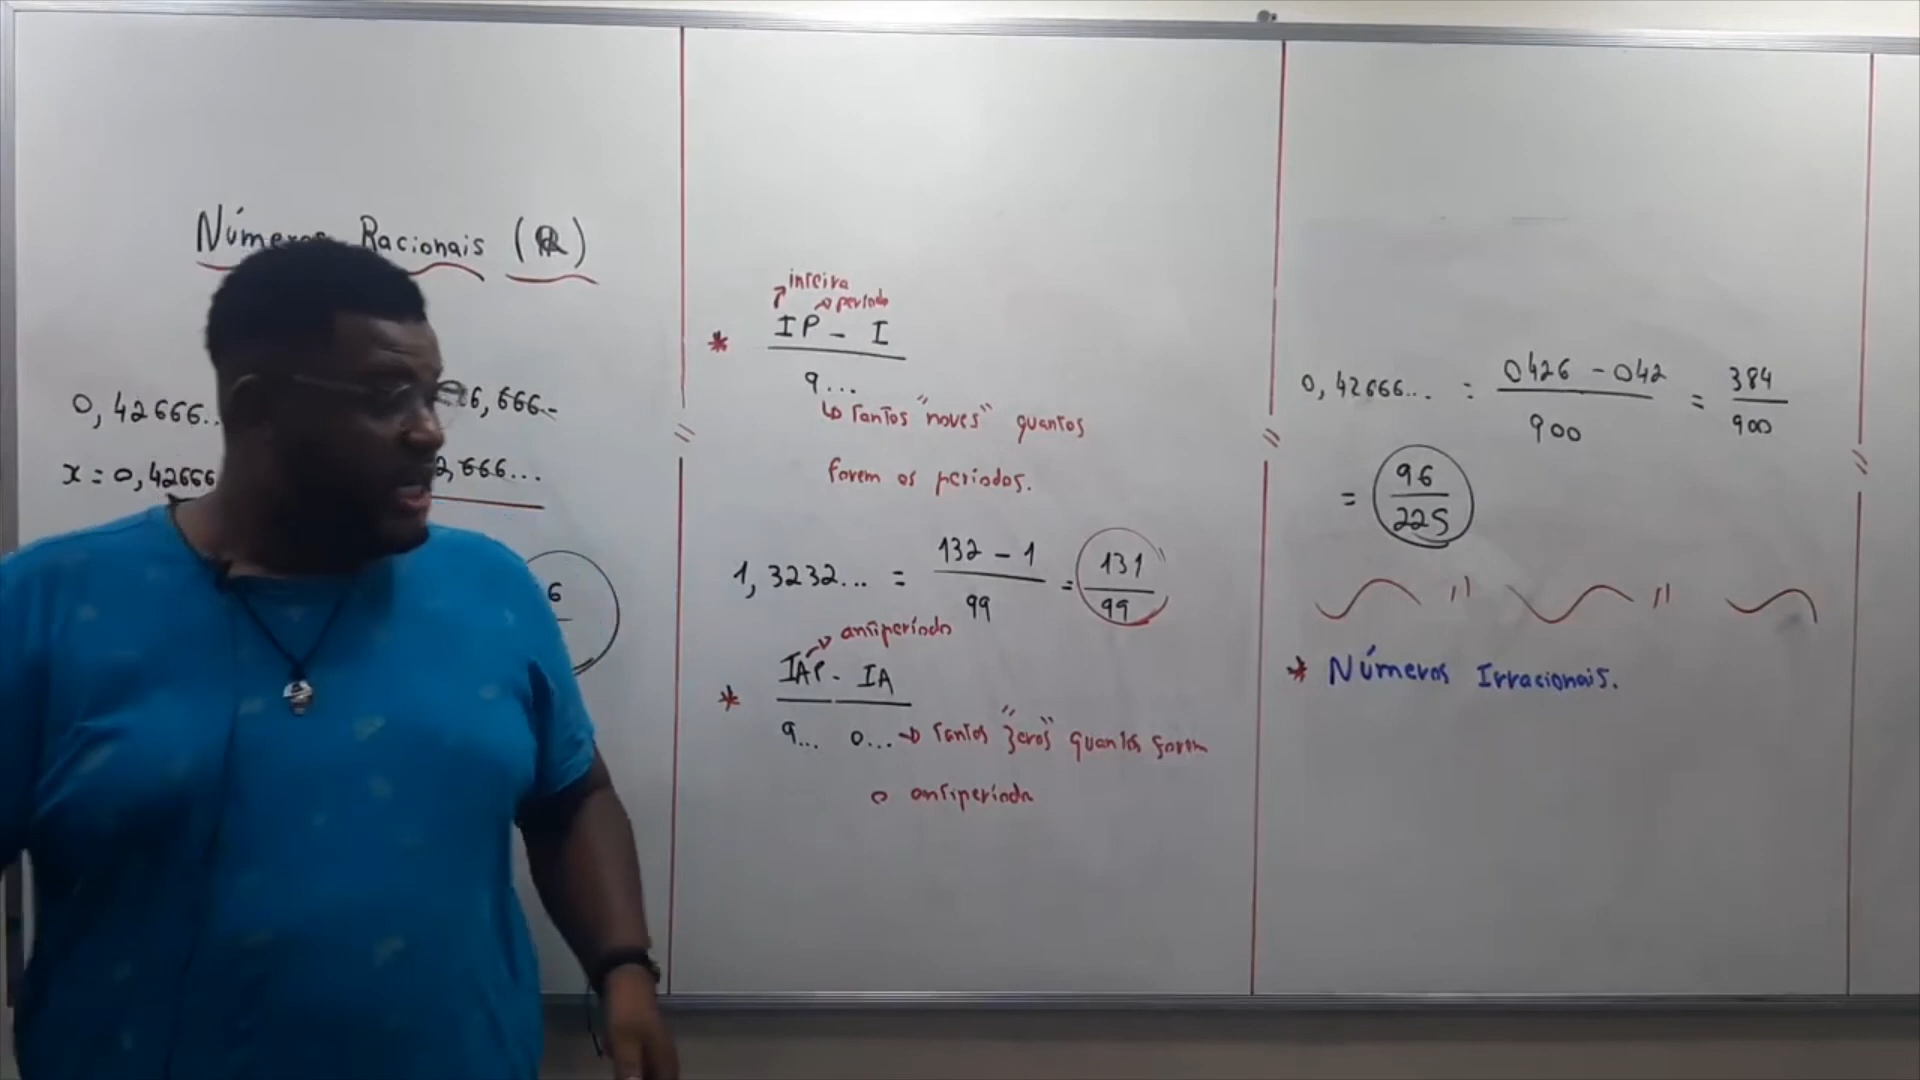 Números Racionais (Q)
0,42666.. 6,666..
x = 0,42666 2,666...
6
inteira
período
* IP - I
9...
↳ Tantos "noves" quantos
forem os períodos.
1,3232... = 132 - 1 = 131
99 99
antiperíodo
* IAP - IA
9... 0... → Tantos "zeros" quantos forem
o antiperíodo
0,42666... = 0426 - 042 = 384
900 900
= 96
225
* Números Irracionais.